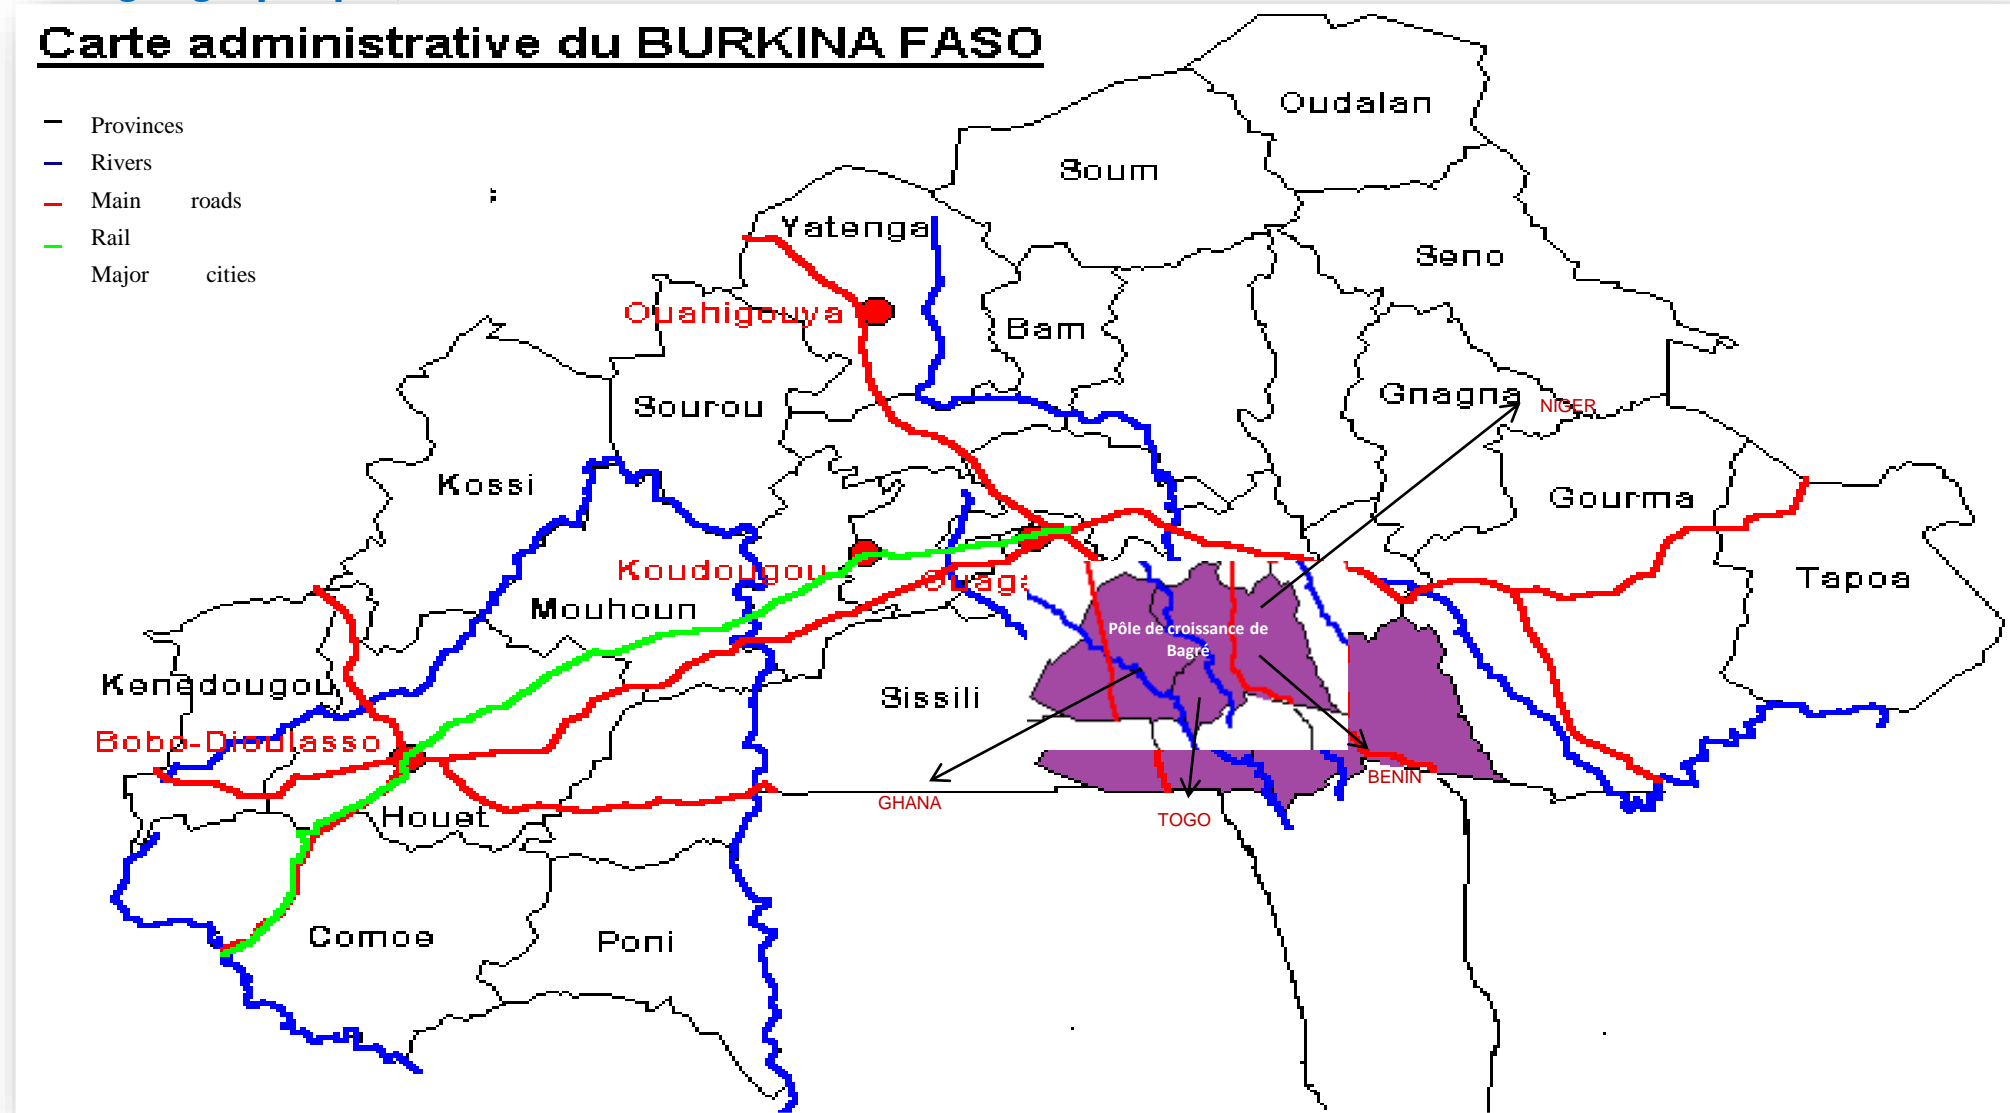 Carte administrative du BURKINA FASO
Provinces
Rivers
Main roads
Rail
Major cities
Oudalan
Soum
Yatenga
Seno
Ouahigouya
Bam
Gnagna
NIGER
Sourou
Kossi
Gourma
Koudougou
Ouaga
Tapoa
Mouhoun
Pôle de croissance de
Bagré
Kenedougou
Sissili
Bobo-Dioulasso
BENIN
GHANA
Houet
TOGO
Comoe
Poni